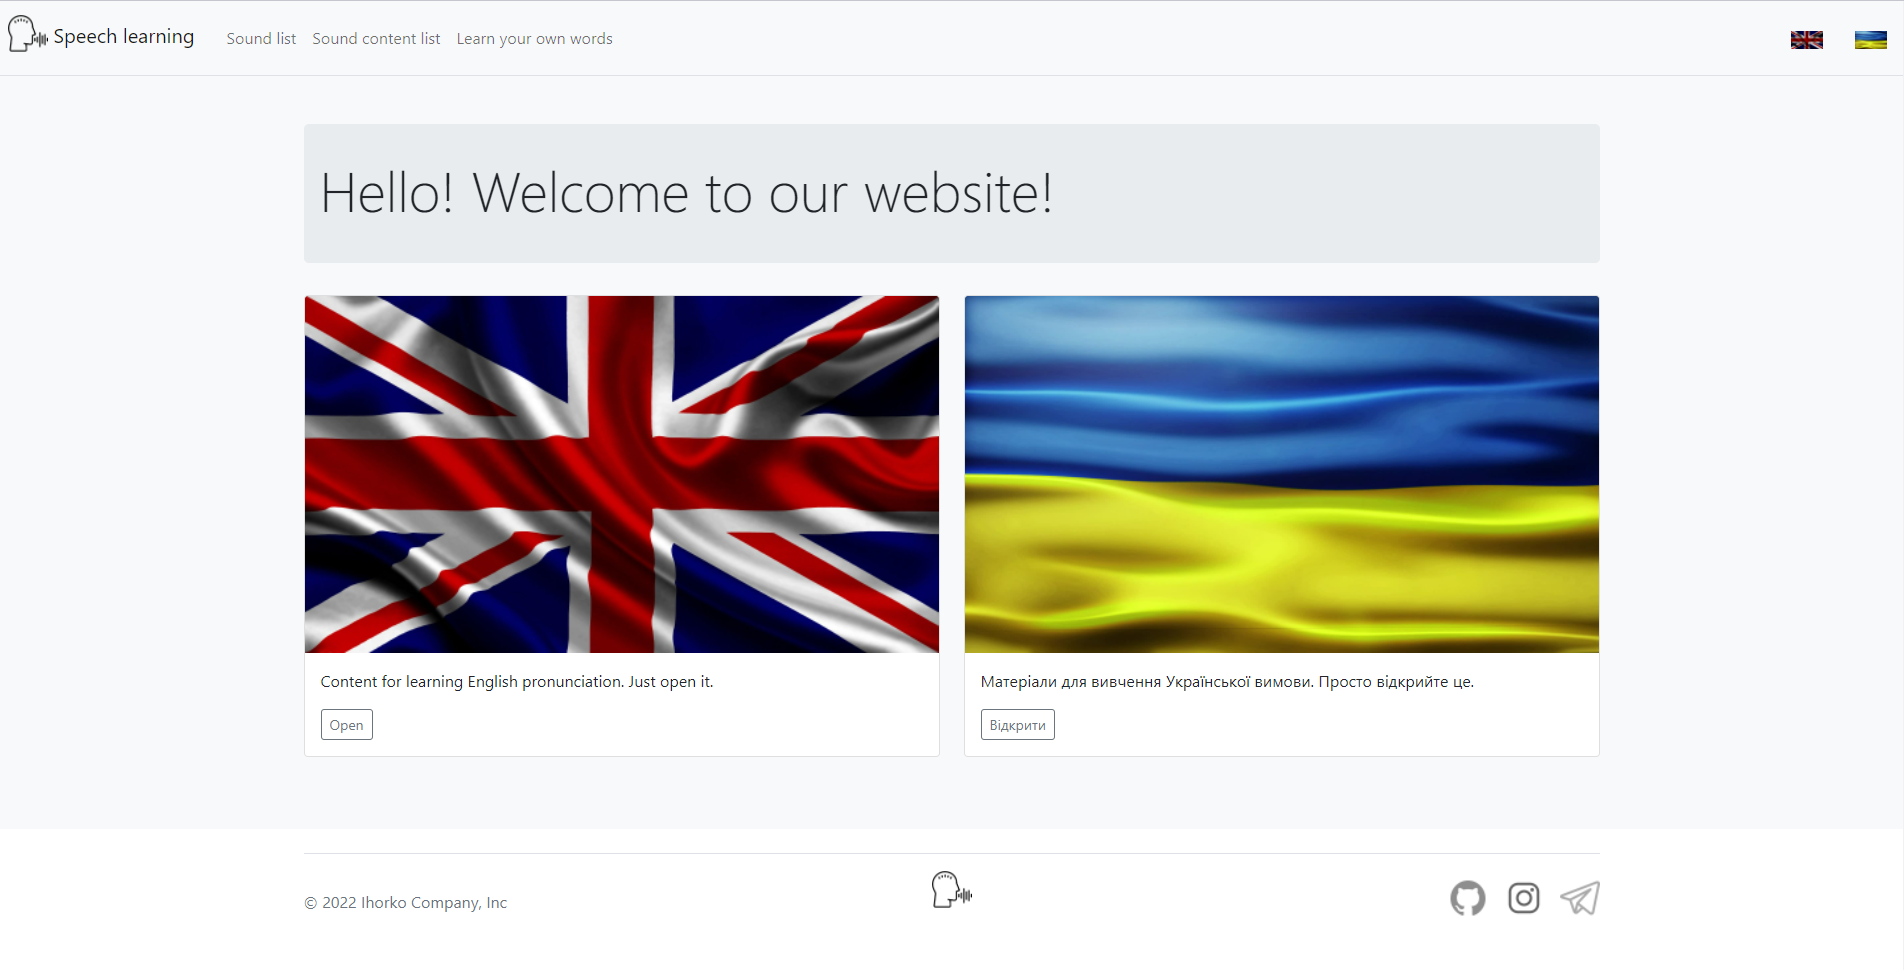 Speech learning
Sound list
Sound content list
Learn your own words
Hello! Welcome to our website!
Content for learning English pronunciation. Just open it.
Open
Матеріали для вивчення Української вимови. Просто відкрийте це.
Відкрити
© 2022 Ihorko Company, Inc